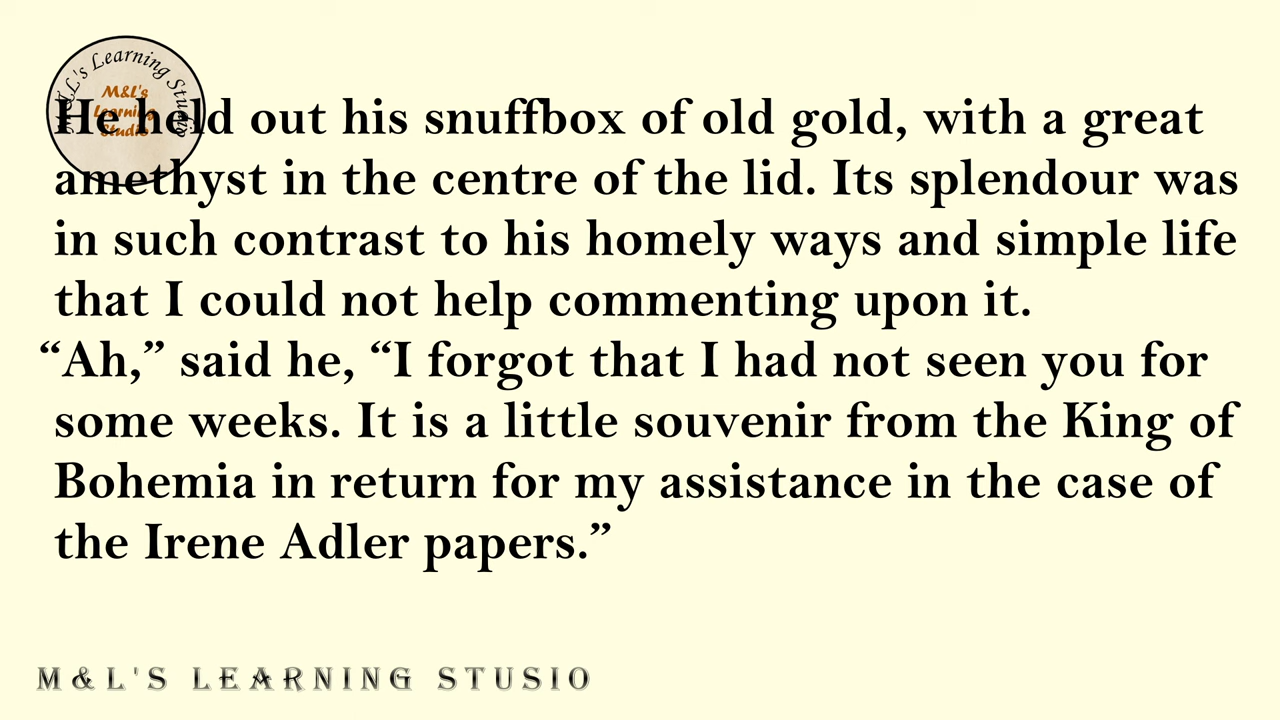 M&L's Learning Studio
M&L's
Learning
Studio
He held out his snuffbox of old gold, with a great
amethyst in the centre of the lid. Its splendour was
in such contrast to his homely ways and simple life
that I could not help commenting upon it.
“Ah,” said he, “I forgot that I had not seen you for
some weeks. It is a little souvenir from the King of
Bohemia in return for my assistance in the case of
the Irene Adler papers.”
M&L'S LEARNING STUSIO